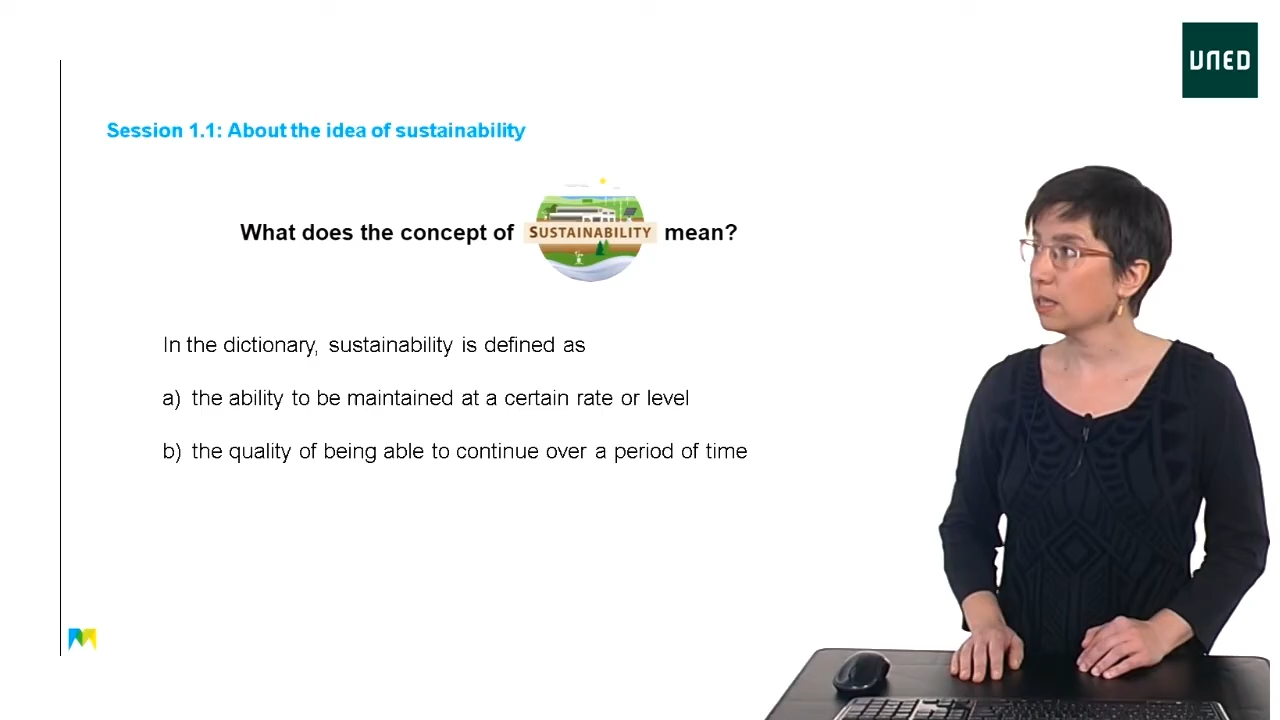 UNED
Session 1.1: About the idea of sustainability
What does the concept of SUSTAINABILITY mean?
In the dictionary, sustainability is defined as
a) the ability to be maintained at a certain rate or level
b) the quality of being able to continue over a period of time